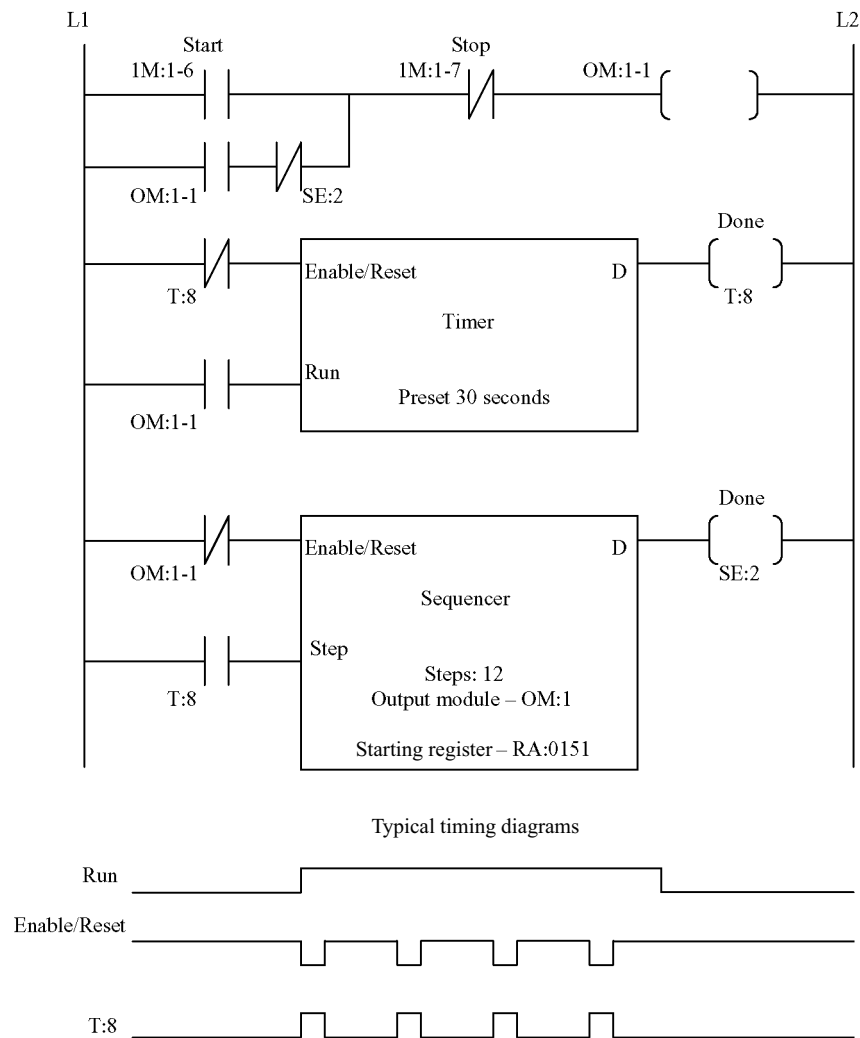 L1
L2
Start
Stop
1M:1-6
1M:1-7
OM:1-1
OM:1-1
SE:2
Done
Enable/Reset
D
T:8
T:8
Timer
Run
Preset 30 seconds
OM:1-1
Done
Enable/Reset
D
OM:1-1
SE:2
Sequencer
Step
Steps: 12
T:8
Output module – OM:1
Starting register – RA:0151
Typical timing diagrams
Run
Enable/Reset
T:8